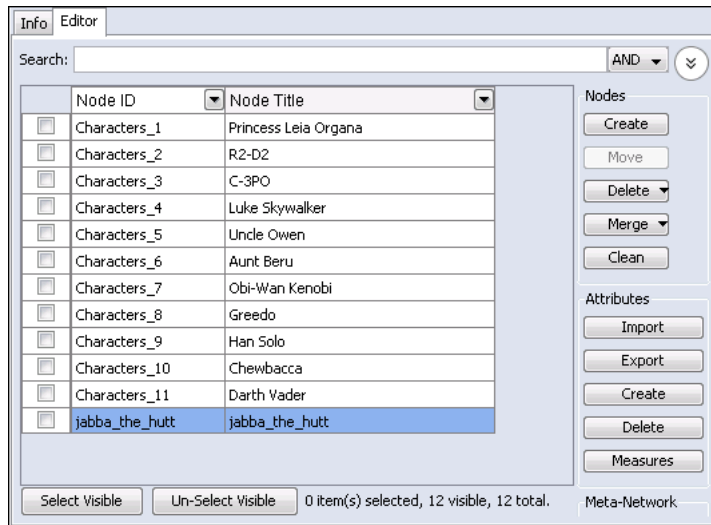 Info Editor
Search: AND
Node ID Node Title
Characters_1 Princess Leia Organa
Characters_2 R2-D2
Characters_3 C-3PO
Characters_4 Luke Skywalker
Characters_5 Uncle Owen
Characters_6 Aunt Beru
Characters_7 Obi-Wan Kenobi
Characters_8 Greedo
Characters_9 Han Solo
Characters_10 Chewbacca
Characters_11 Darth Vader
jabba_the_hutt jabba_the_hutt
Select Visible Un-Select Visible 0 item(s) selected, 12 visible, 12 total.
Nodes
Create
Move
Delete
Merge
Clean
Attributes
Import
Export
Create
Delete
Measures
Meta-Network